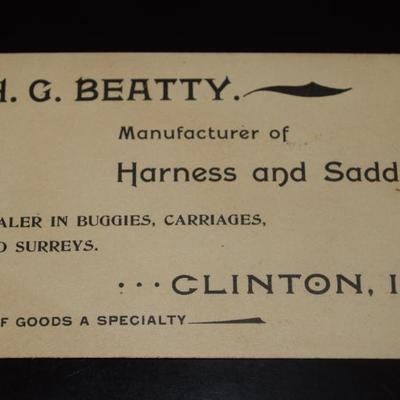 H. G. BEATTY.
Manufacturer of
Harness and Sadd
ALER IN BUGGIES, CARRIAGES,
D SURREYS.
... CLINTON, I
F GOODS A SPECIALTY